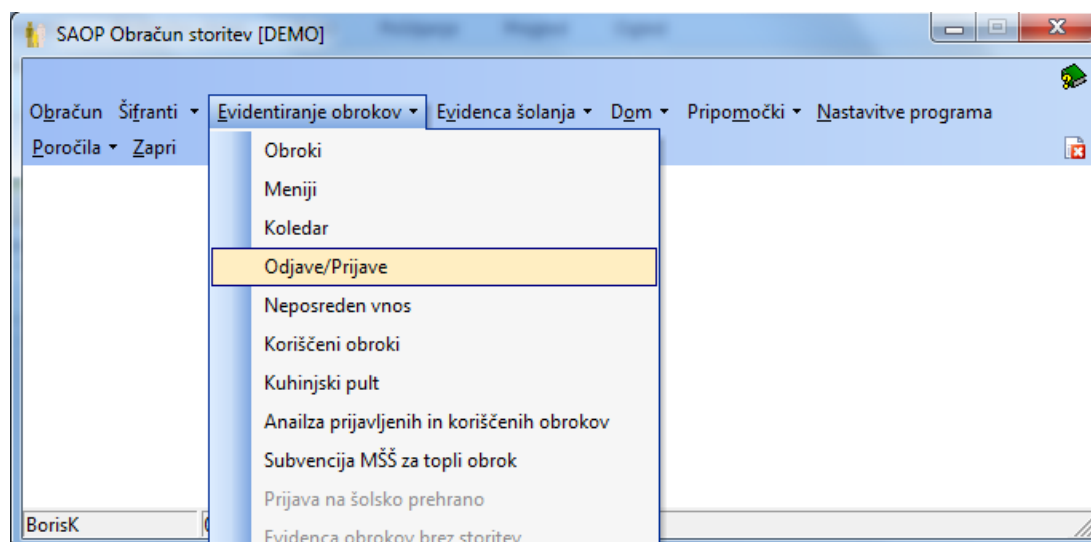 SAOP Obračun storitev [DEMO]
Obračun Šifranti Evidentiranje obrokov Evidenca šolanja Dom Pripomočki Nastavitve programa
Poročila Zapri
Obroki
Meniji
Koledar
Odjave/Prijave
Neposreden vnos
Koriščeni obroki
Kuhinjski pult
Anailza prijavljenih in koriščenih obrokov
Subvencija MŠŠ za topli obrok
Prijava na šolsko prehrano
Evidenca obrokov brez storitev
BorisK